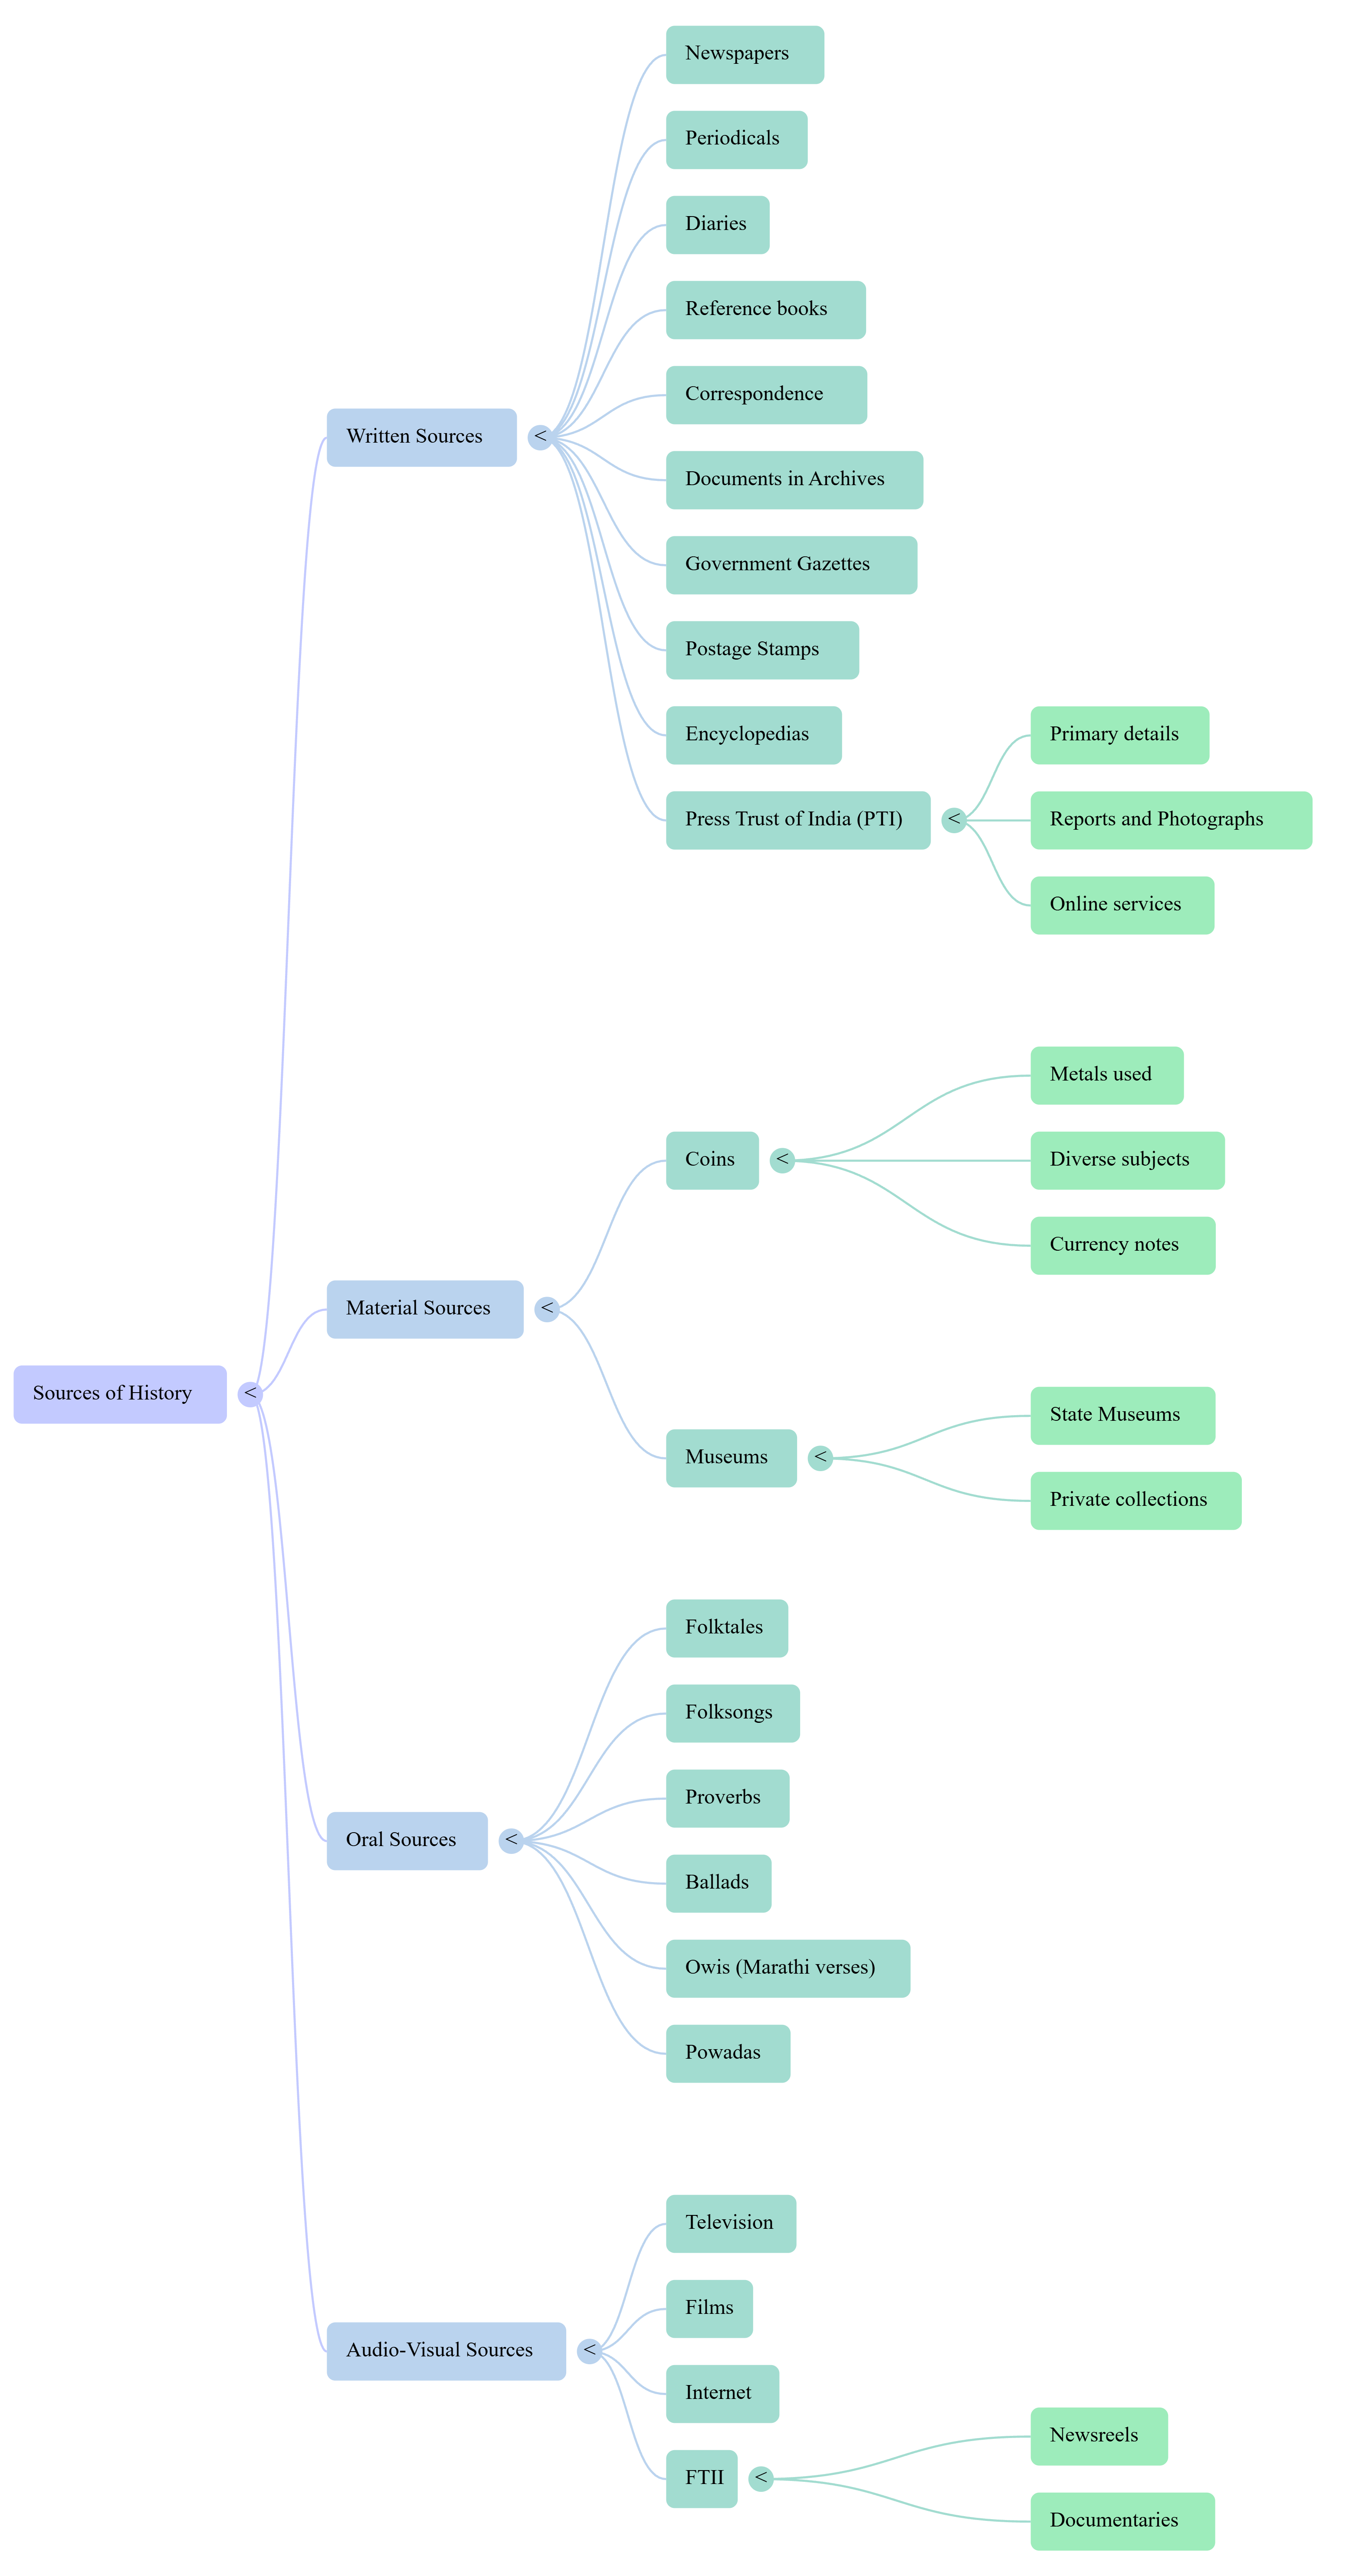 Sources of History
<
Written Sources
<
Newspapers
Periodicals
Diaries
Reference books
Correspondence
Documents in Archives
Government Gazettes
Postage Stamps
Encyclopedias
Press Trust of India (PTI)
<
Primary details
Reports and Photographs
Online services
Material Sources
<
Coins
<
Metals used
Diverse subjects
Currency notes
Museums
<
State Museums
Private collections
Oral Sources
<
Folktales
Folksongs
Proverbs
Ballads
Owis (Marathi verses)
Powadas
Audio-Visual Sources
<
Television
Films
Internet
FTII
<
Newsreels
Documentaries